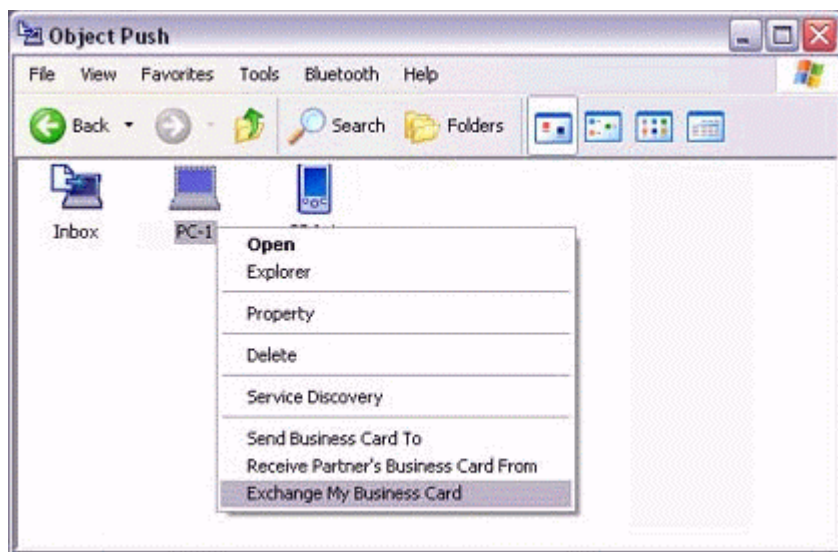 Object Push
File View Favorites Tools Bluetooth Help
Back Search Folders
Inbox PC-1
Open
Explorer
Property
Delete
Service Discovery
Send Business Card To
Receive Partner's Business Card From
Exchange My Business Card